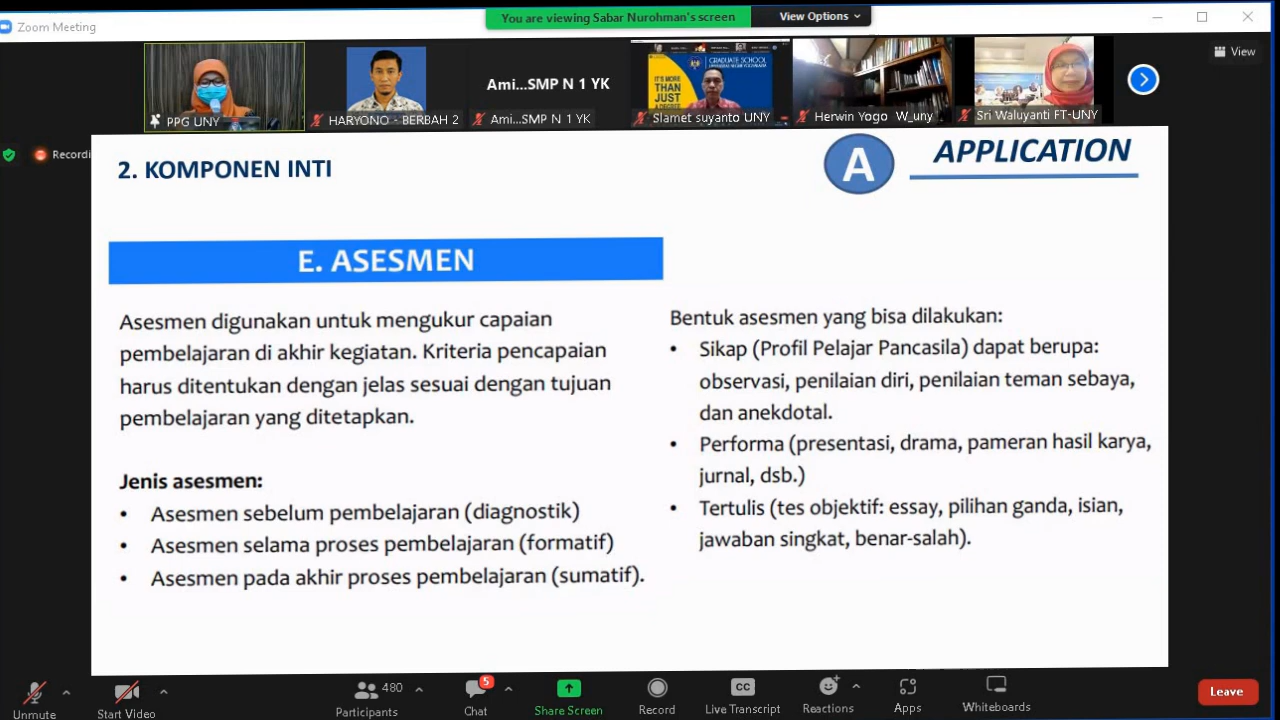 Zoom Meeting
You are viewing Sabar Nurohman's screen
View Options
View
PPG UNY
HARYONO - BERBAH 2
Ami...SMP N 1 YK
Ami...SMP N 1 YK
IT'S MORE
THAN
JUST
A DEGREE
GRADUATE SCHOOL
Slamet suyanto UNY
Herwin Yogo W_uny
Sri Waluyanti FT-UNY
Recordi
2. KOMPONEN INTI
A
APPLICATION
E. ASESMEN
Asesmen digunakan untuk mengukur capaian
pembelajaran di akhir kegiatan. Kriteria pencapaian
harus ditentukan dengan jelas sesuai dengan tujuan
pembelajaran yang ditetapkan.
Jenis asesmen:
• Asesmen sebelum pembelajaran (diagnostik)
• Asesmen selama proses pembelajaran (formatif)
• Asesmen pada akhir proses pembelajaran (sumatif).
Bentuk asesmen yang bisa dilakukan:
• Sikap (Profil Pelajar Pancasila) dapat berupa:
observasi, penilaian diri, penilaian teman sebaya,
dan anekdotal.
• Performa (presentasi, drama, pameran hasil karya,
jurnal, dsb.)
• Tertulis (tes objektif: essay, pilihan ganda, isian,
jawaban singkat, benar-salah).
Unmute
Start Video
480
Participants
5
Chat
Share Screen
Record
CC
Live Transcript
Reactions
Apps
Whiteboards
Leave